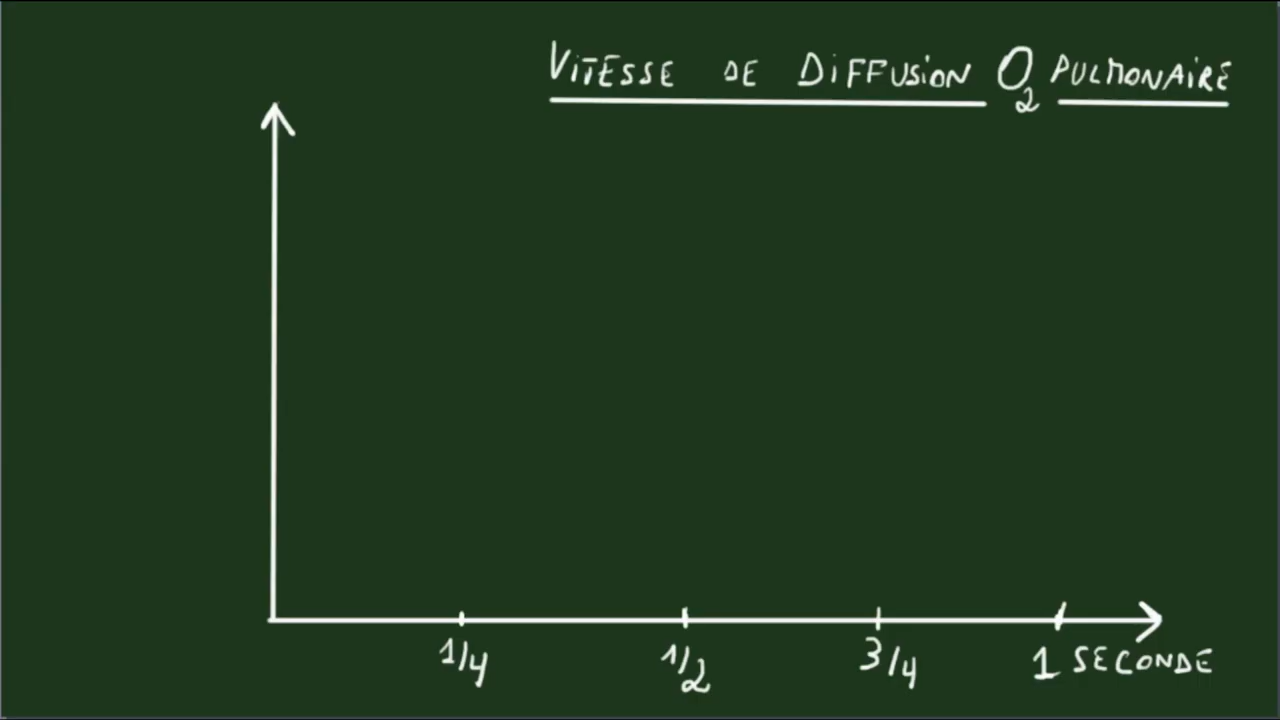 VITESSE DE DIFFUSION O₂ PULMONAIRE
1/4 1/2 3/4 1 SECONDE